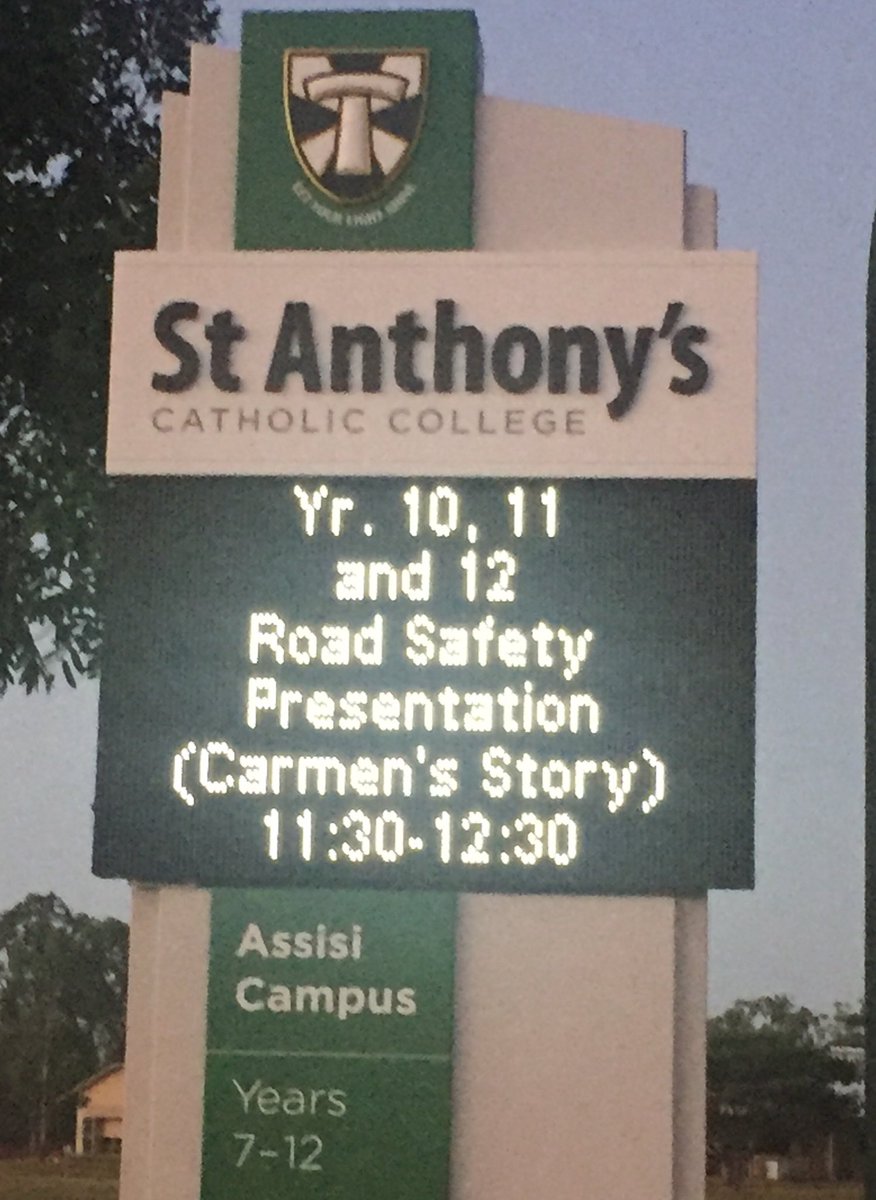 St Anthony's
CATHOLIC COLLEGE
Yr. 10, 11
and 12
Road Safety
Presentation
(Carmen's Story)
11:30-12:30
Assisi
Campus
Years
7–12